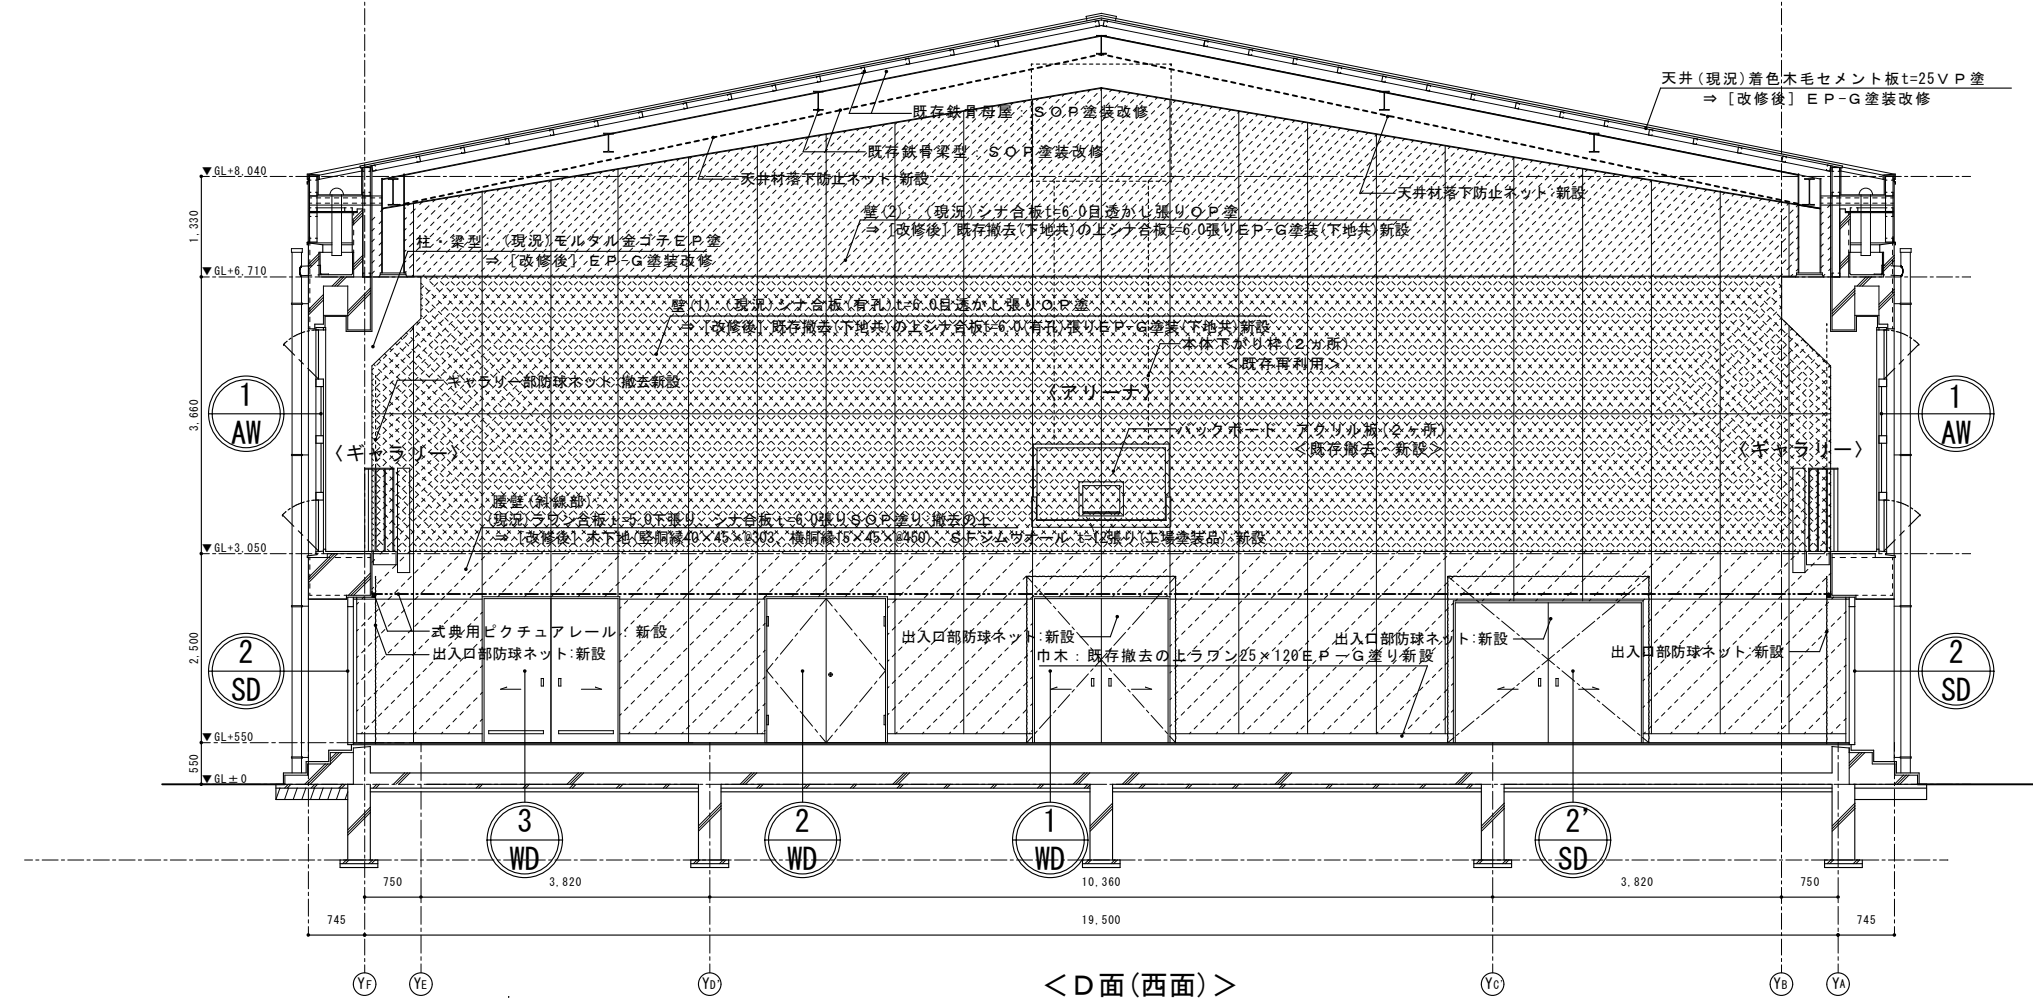 天井(現況)着色木毛セメント板t=25ＶＰ塗
⇒［改修後］ＥＰ-Ｇ塗装改修
既存鉄骨母屋 ＳＯＰ塗装改修
既存鉄骨梁型 ＳＯＰ塗装改修
天井材落下防止ネット:新設
天井材落下防止ネット:新設
▼GL+8,040
1,330
壁(2):（現況)シナ合板t=6.0目透かし張りＯＰ塗
⇒［改修後］既存撤去(下地共)の上シナ合板t=6.0張りＥＰ-Ｇ塗装(下地共)新設
柱・梁型:（現況)モルタル金ゴテＥＰ塗
⇒［改修後］ＥＰ-Ｇ塗装改修
▼GL+6,710
壁(1):（現況)シナ合板(有孔)t=6.0目透かし張りＯＰ塗
⇒［改修後］既存撤去(下地共)の上シナ合板t=6.0(有孔)張りＥＰ-Ｇ塗装(下地共)新設
本体下がり枠(２ヵ所)
＜既存再利用＞
ギャラリー部防球ネット:撤去新設
〈アリーナ〉
1
AW
1
AW
3,660
バックボード アクリル板(２ヶ所)
＜既存撤去・新設＞
〈ギャラリー〉
〈ギャラリー〉
腰壁(斜線部)
(現況)ラワン合板t=5.0下張り、シナ合板t=6.0張りＳＯＰ塗り:撤去の上
⇒［改修後］木下地(竪胴縁40×45×@303、横胴縁15×45×@450)、ＳＦジムウオール t=12張り(工場塗装品):新設
▼GL+3,050
2,500
式典用ピクチュアレール:新設
出入口部防球ネット:新設
出入口部防球ネット:新設
出入口部防球ネット:新設
出入口部防球ネット:新設
巾木：既存撤去の上ラワン25×120ＥＰ－Ｇ塗り新設
2
SD
2
SD
▼GL+550
550
▼GL±0
3
WD
2
WD
1
WD
2'
SD
750
3,820
10,360
3,820
750
745
19,500
745
YF
YE
YD'
YC'
YB
YA
＜Ｄ面(西面)＞